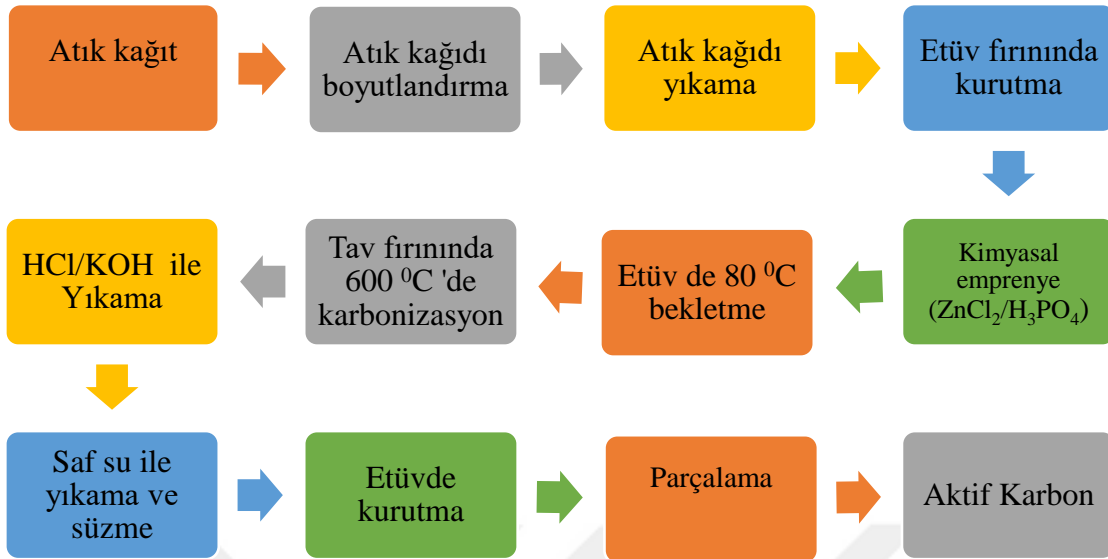 Atık kağıt
Atık kağıdı
boyutlandırma
Atık kağıdı
yıkama
Etüv fırınında
kurutma
Kimyasal
emprenye
(ZnCl₂/H₃PO₄)
Etüv de 80 ⁰C
bekletme
Tav fırınında
600 ⁰C 'de
karbonizasyon
HCl/KOH ile
Yıkama
Saf su ile
yıkama ve
süzme
Etüvde
kurutma
Parçalama
Aktif Karbon